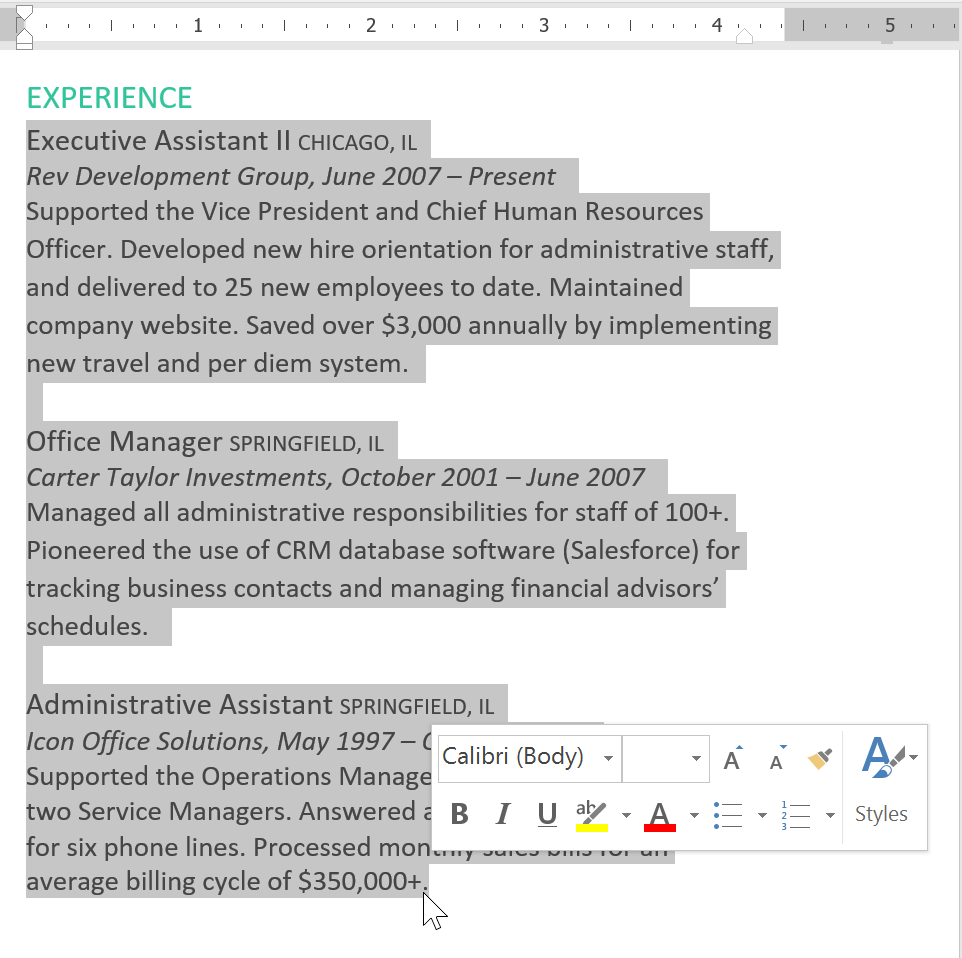 1 2 3 4 5
EXPERIENCE
Executive Assistant II CHICAGO, IL
Rev Development Group, June 2007 – Present
Supported the Vice President and Chief Human Resources
Officer. Developed new hire orientation for administrative staff,
and delivered to 25 new employees to date. Maintained
company website. Saved over $3,000 annually by implementing
new travel and per diem system.
Office Manager SPRINGFIELD, IL
Carter Taylor Investments, October 2001 – June 2007
Managed all administrative responsibilities for staff of 100+.
Pioneered the use of CRM database software (Salesforce) for
tracking business contacts and managing financial advisors’
schedules.
Administrative Assistant SPRINGFIELD, IL
Icon Office Solutions, May 1997 –
Supported the Operations Manage
two Service Managers. Answered a
for six phone lines. Processed monthly sales bills for an
average billing cycle of $350,000+.
Calibri (Body)
A A
B I U ab A 1 2 3
A Styles